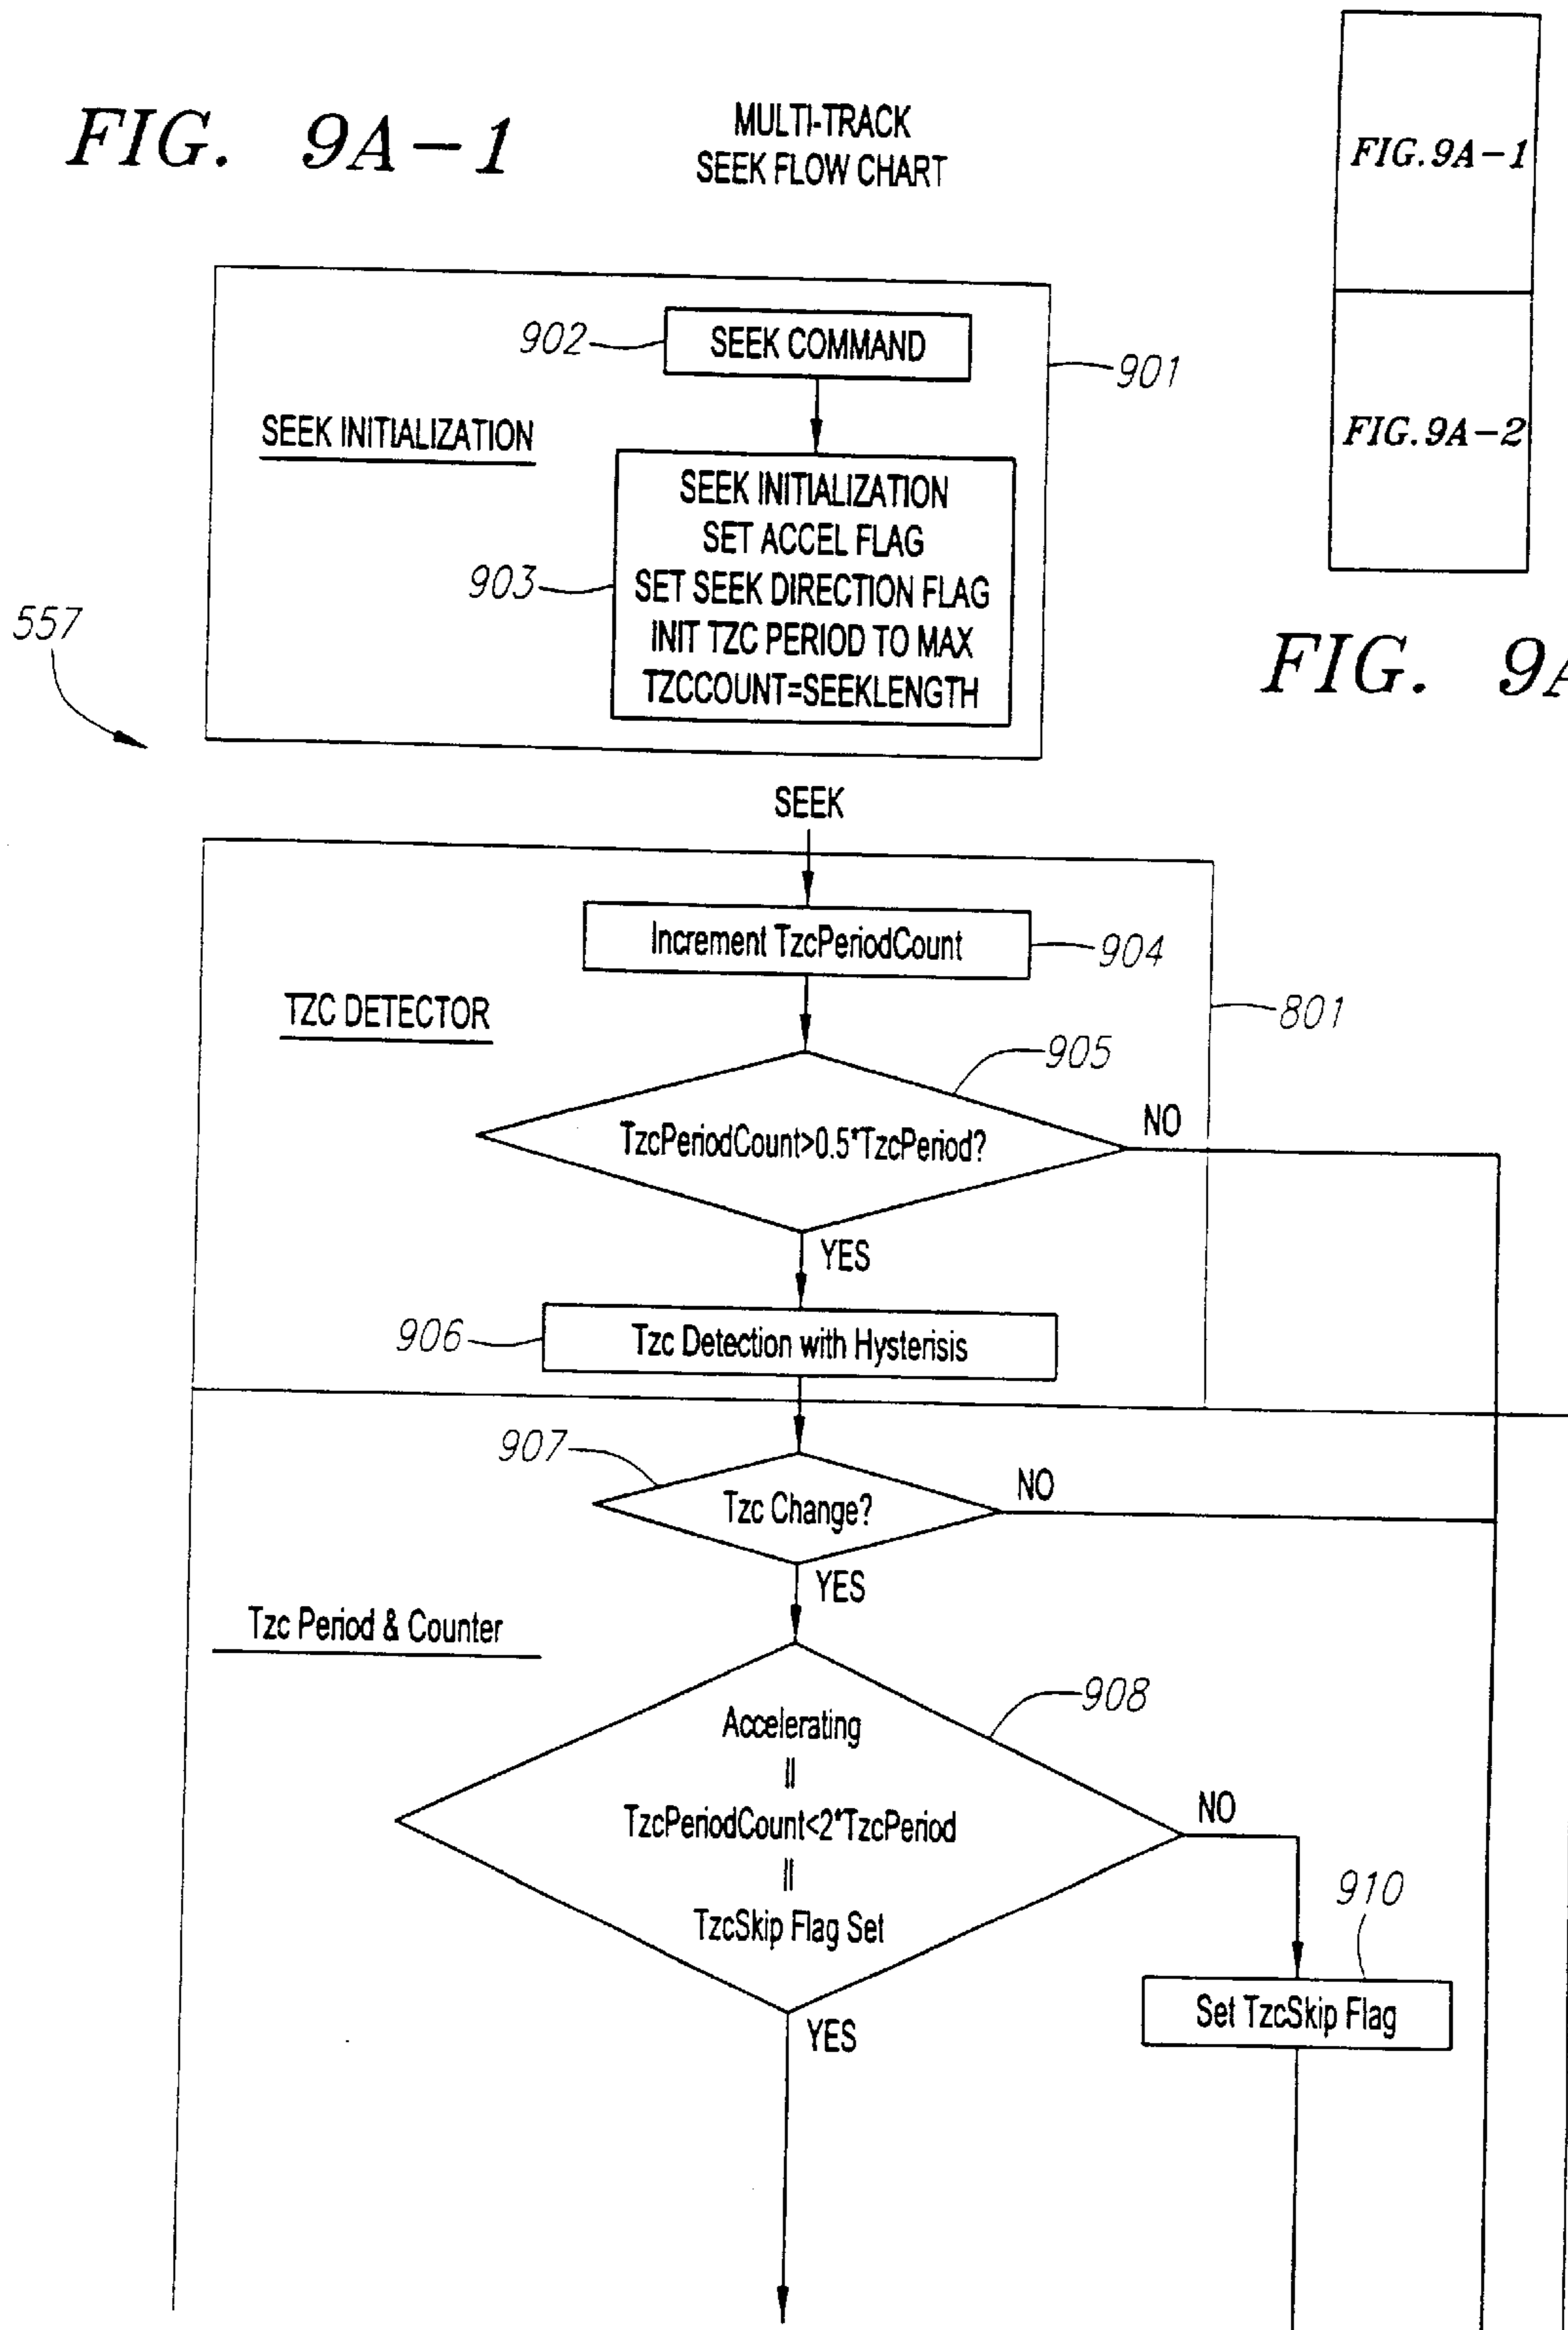 FIG. 9A-1
MULTI-TRACK
SEEK FLOW CHART
FIG. 9A-1
FIG. 9A-2
FIG. 9A
902
SEEK COMMAND
901
SEEK INITIALIZATION
SEEK INITIALIZATION
SET ACCEL FLAG
903
SET SEEK DIRECTION FLAG
INIT TZC PERIOD TO MAX
TZCCOUNT=SEEKLENGTH
557
SEEK
Increment TzcPeriodCount
904
TZC DETECTOR
801
905
TzcPeriodCount>0.5*TzcPeriod?
NO
YES
906
Tzc Detection with Hysterisis
907
Tzc Change?
NO
YES
Tzc Period & Counter
908
Accelerating
||
TzcPeriodCount<2*TzcPeriod
||
TzcSkip Flag Set
NO
910
Set TzcSkip Flag
YES